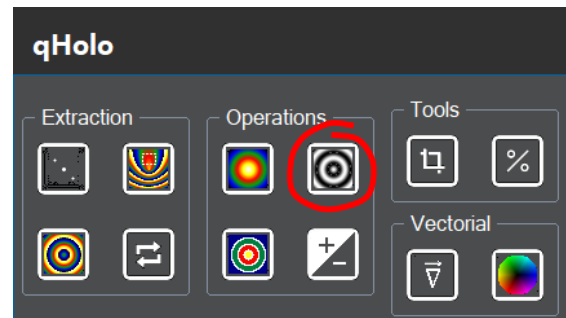 qHolo
Extraction
Operations
Tools
%
+
−
Vectorial